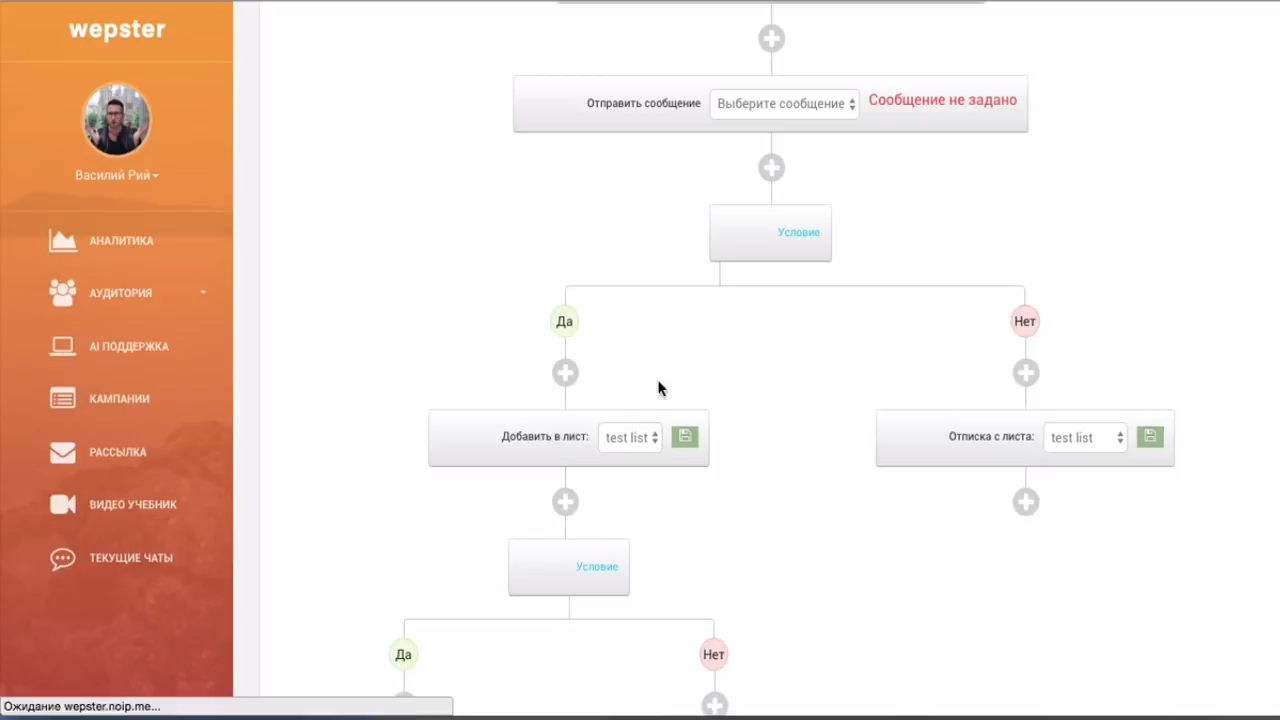 wepster
Василий Рий
АНАЛИТИКА
АУДИТОРИЯ
AI ПОДДЕРЖКА
КАМПАНИИ
РАССЫЛКА
ВИДЕО УЧЕБНИК
ТЕКУЩИЕ ЧАТЫ
Отправить сообщение Выберите сообщение Сообщение не задано
Условие
Да Нет
Добавить в лист: test list Отписка с листа: test list
Условие
Да Нет
Ожидание wepster.noip.me...